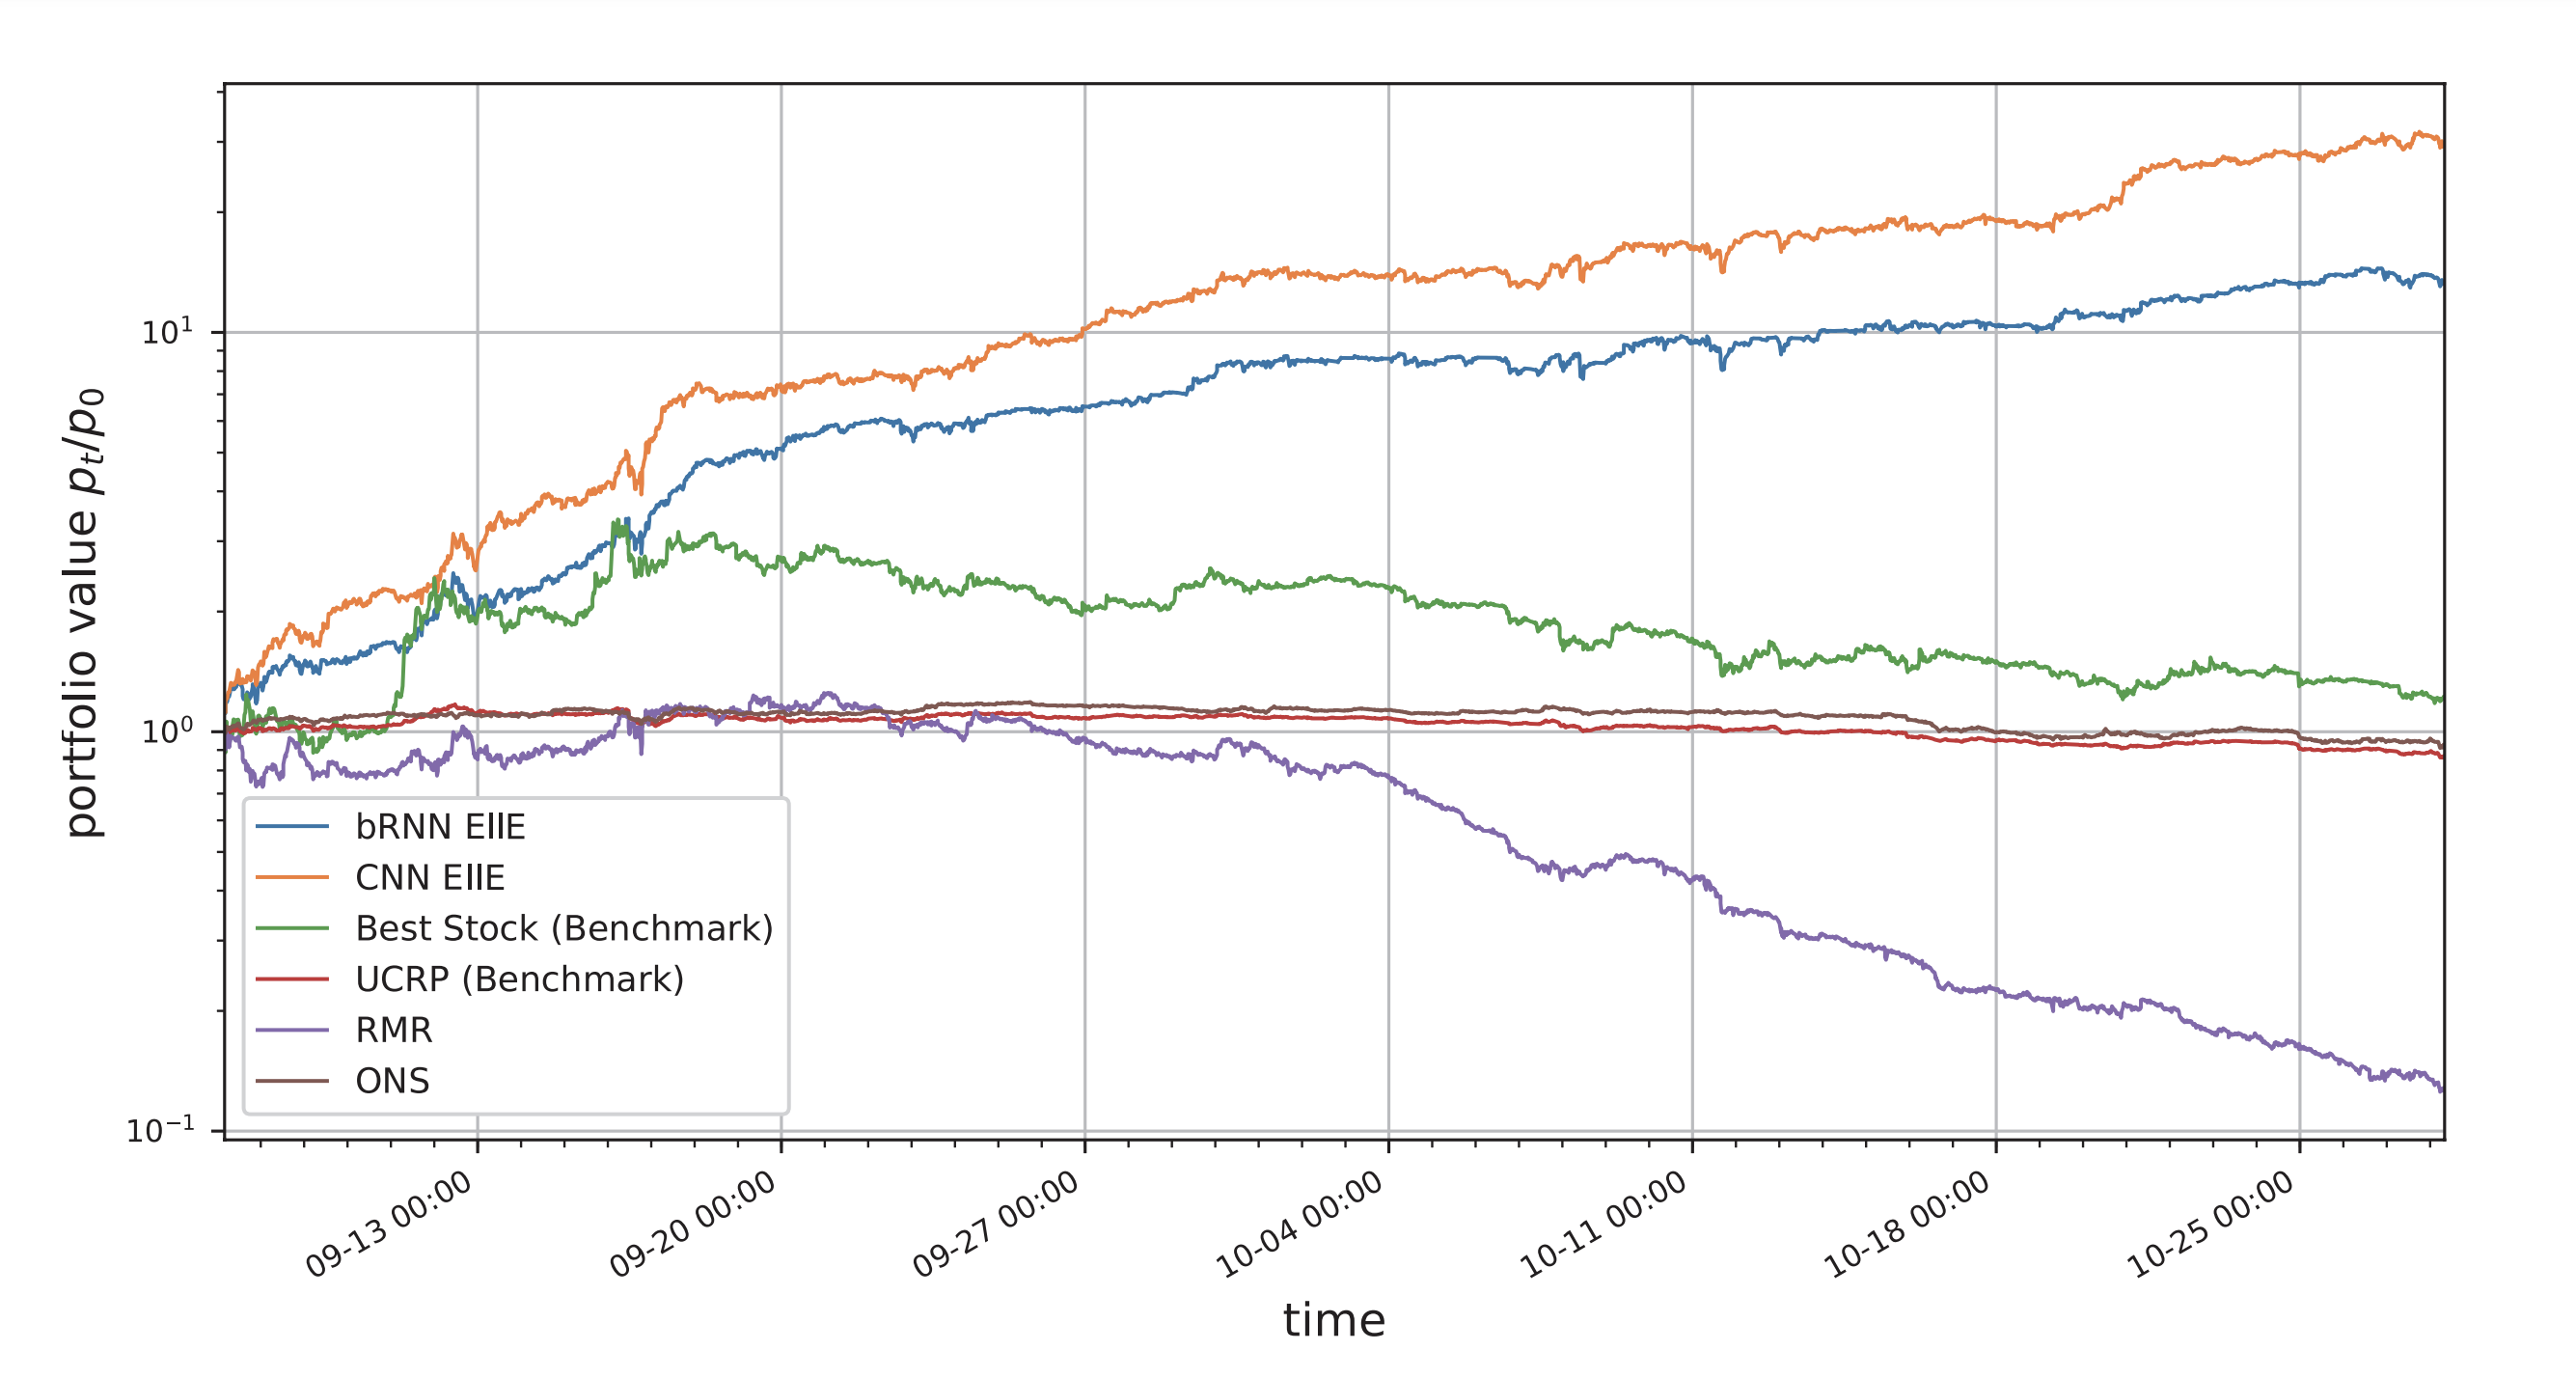 portfolio value pₜ/p₀
10¹
10⁰
10⁻¹
bRNN EIIE
CNN EIIE
Best Stock (Benchmark)
UCRP (Benchmark)
RMR
ONS
09-13 00:00
09-20 00:00
09-27 00:00
10-04 00:00
10-11 00:00
10-18 00:00
10-25 00:00
time